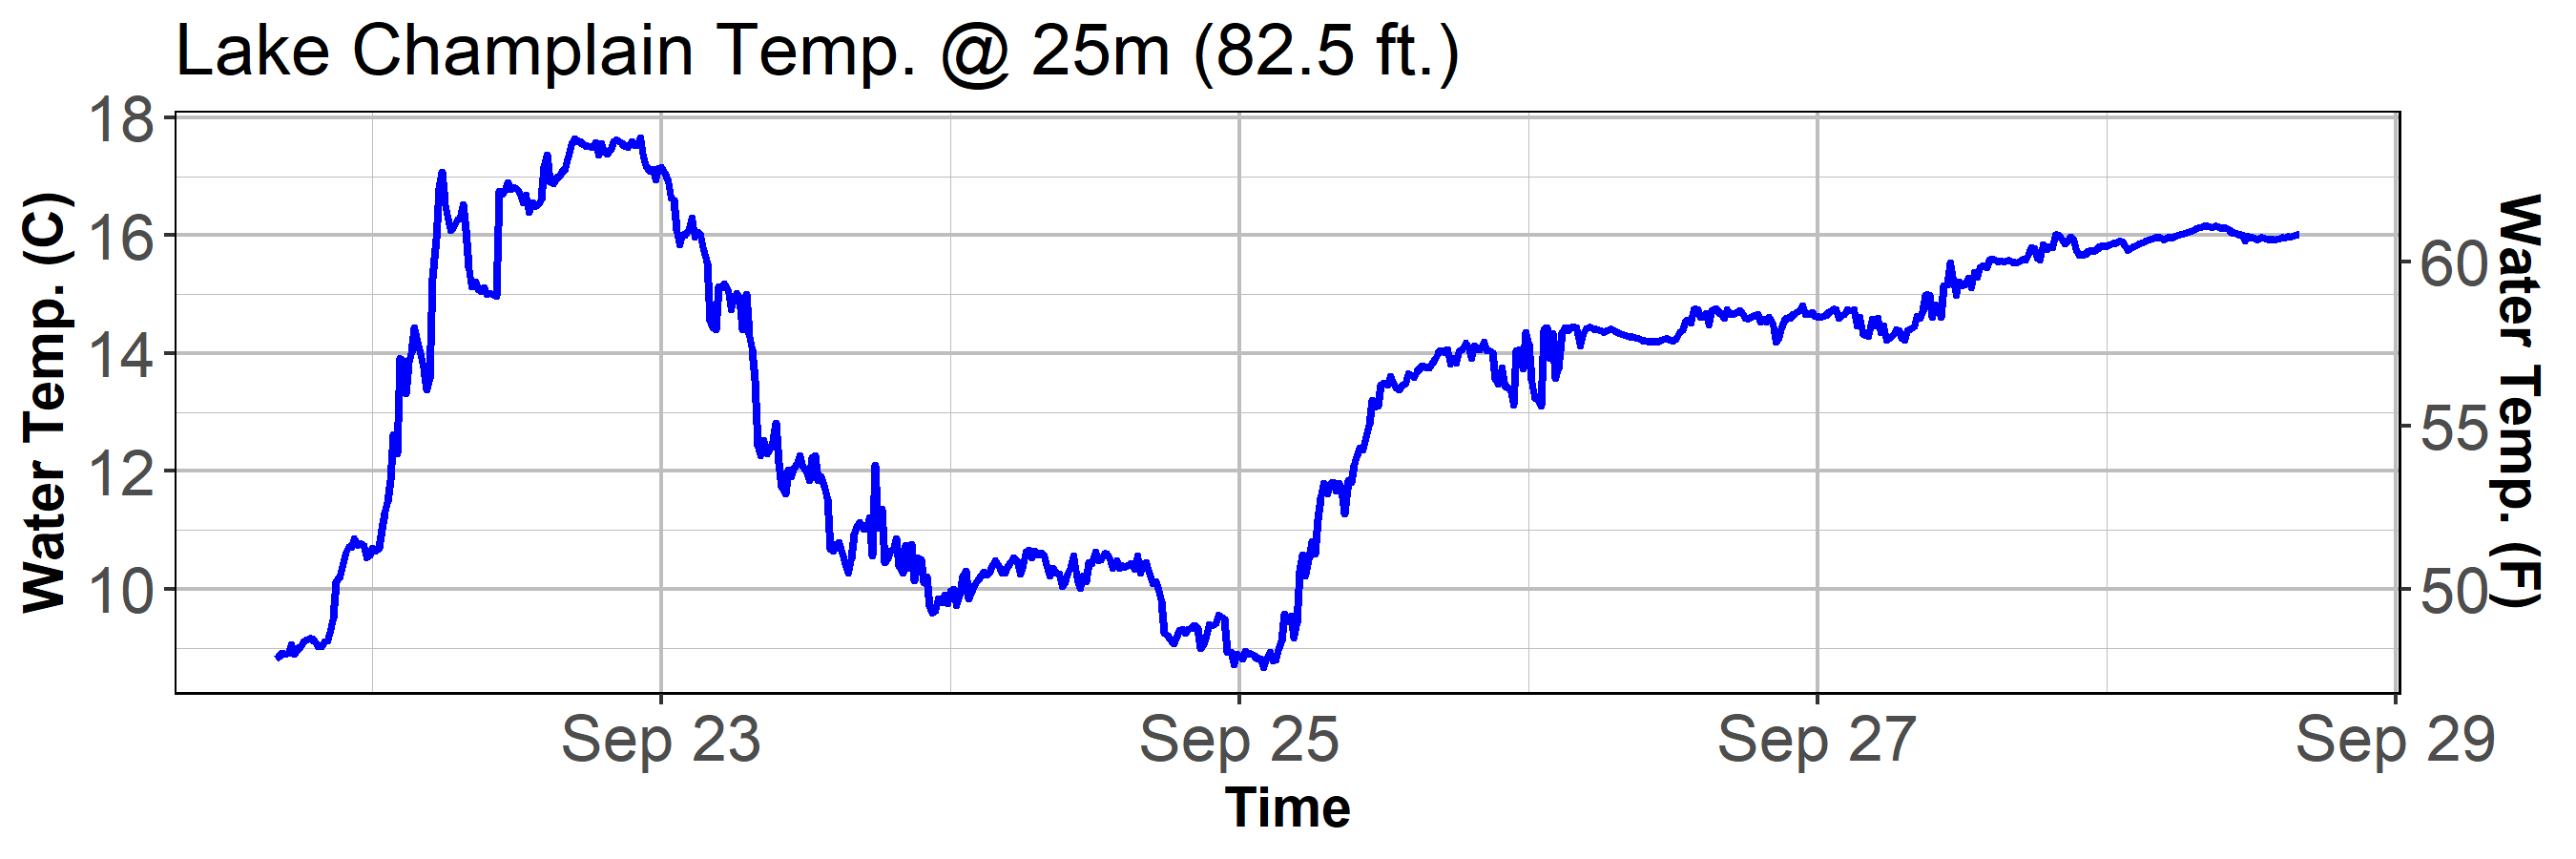 Lake Champlain Temp. @ 25m (82.5 ft.)
Water Temp. (C)
18
16
14
12
10
Water Temp. (F)
60
55
50
Sep 23
Sep 25
Sep 27
Sep 29
Time